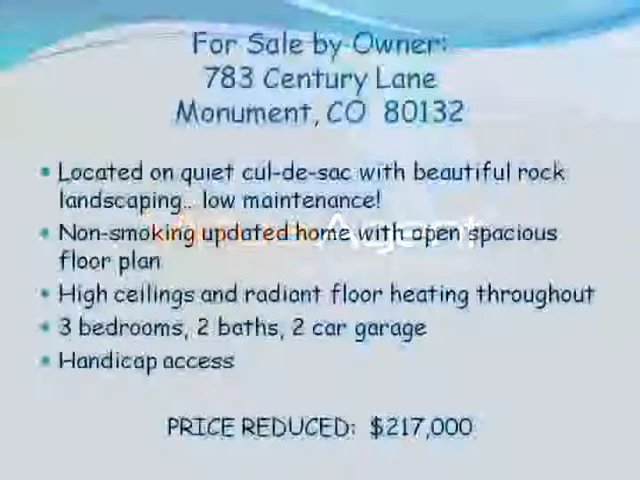 For Sale by Owner:
783 Century Lane
Monument, CO 80132
• Located on quiet cul-de-sac with beautiful rock
landscaping.. low maintenance!
• Non-smoking updated home with open spacious
floor plan
• High ceilings and radiant floor heating throughout
• 3 bedrooms, 2 baths, 2 car garage
• Handicap access
PRICE REDUCED: $217,000